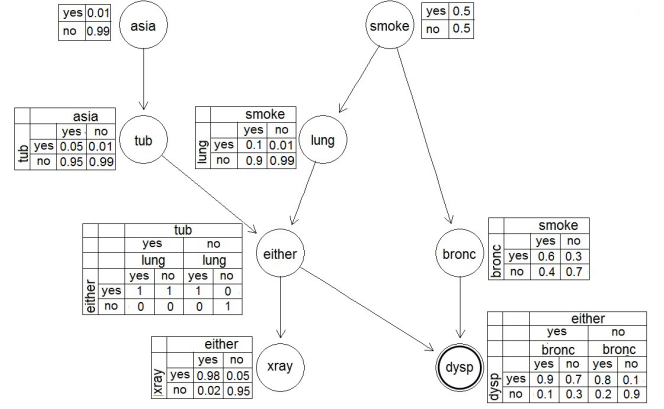 yes 0.01
no 0.99
asia
smoke
yes 0.5
no 0.5
asia
yes no
tub
yes 0.05 0.01
no 0.95 0.99
tub
smoke
yes no
lung
yes 0.1 0.01
no 0.9 0.99
lung
tub
yes no
lung lung
yes no yes no
either
yes 1 1 1 0
no 0 0 0 1
either
bronc
smoke
yes no
bronc
yes 0.6 0.3
no 0.4 0.7
either
yes no
xray
yes 0.98 0.05
no 0.02 0.95
xray
dysp
either
yes no
bronc bronc
yes no yes no
dysp
yes 0.9 0.7 0.8 0.1
no 0.1 0.3 0.2 0.9